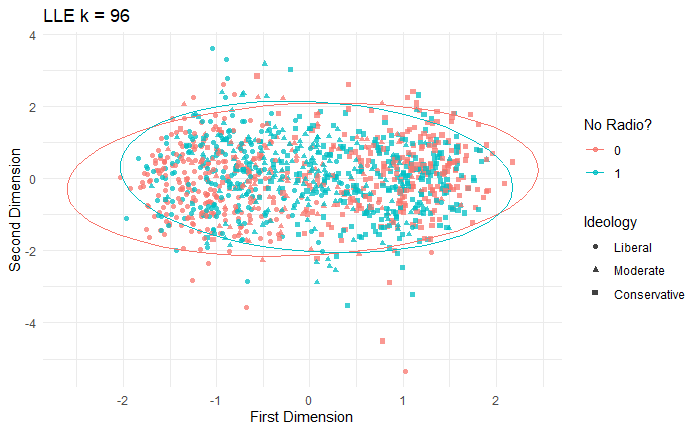 LLE k = 96
4
2
0
-2
-4
Second Dimension
-2
-1
0
1
2
First Dimension
No Radio?
0
1
Ideology
Liberal
Moderate
Conservative